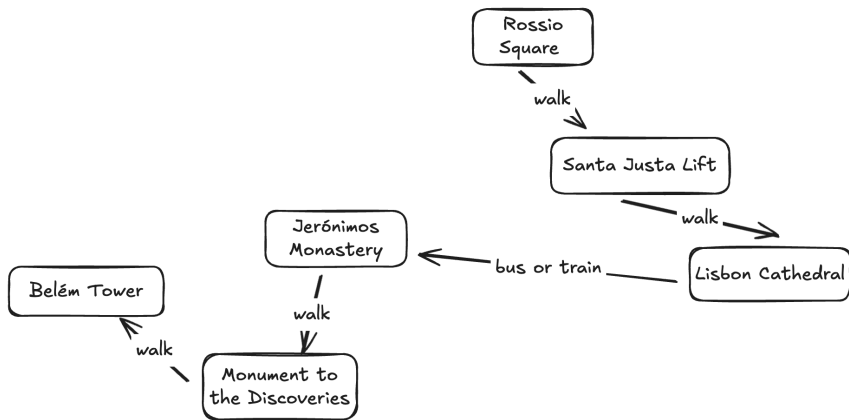 Rossio
Square
walk
Santa Justa Lift
walk
Lisbon Cathedral
bus or train
Jerónimos
Monastery
walk
Monument to
the Discoveries
walk
Belém Tower